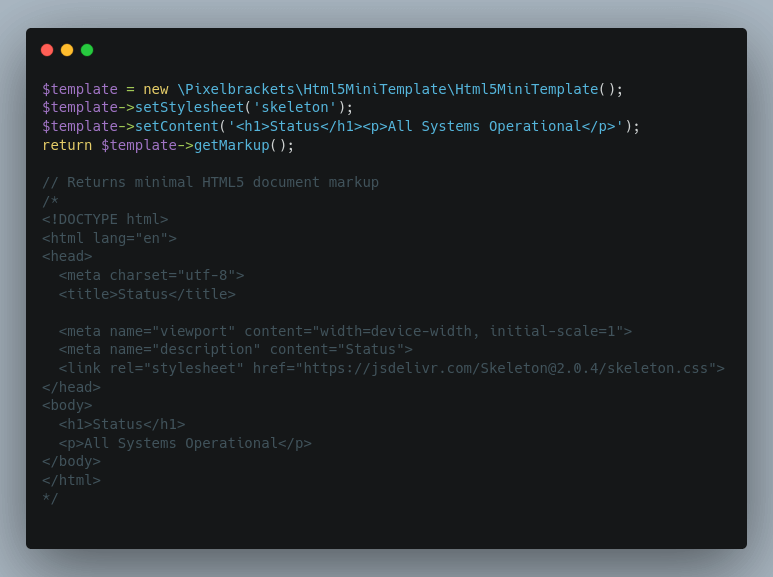 $template = new \Pixelbrackets\Html5MiniTemplate\Html5MiniTemplate();
$template->setStylesheet('skeleton');
$template->setContent('<h1>Status</h1><p>All Systems Operational</p>');
return $template->getMarkup();

// Returns minimal HTML5 document markup
/*
<!DOCTYPE html>
<html lang="en">
<head>
  <meta charset="utf-8">
  <title>Status</title>

  <meta name="viewport" content="width=device-width, initial-scale=1">
  <meta name="description" content="Status">
  <link rel="stylesheet" href="https://jsdelivr.com/Skeleton@2.0.4/skeleton.css">
</head>
<body>
  <h1>Status</h1>
  <p>All Systems Operational</p>
</body>
</html>
*/